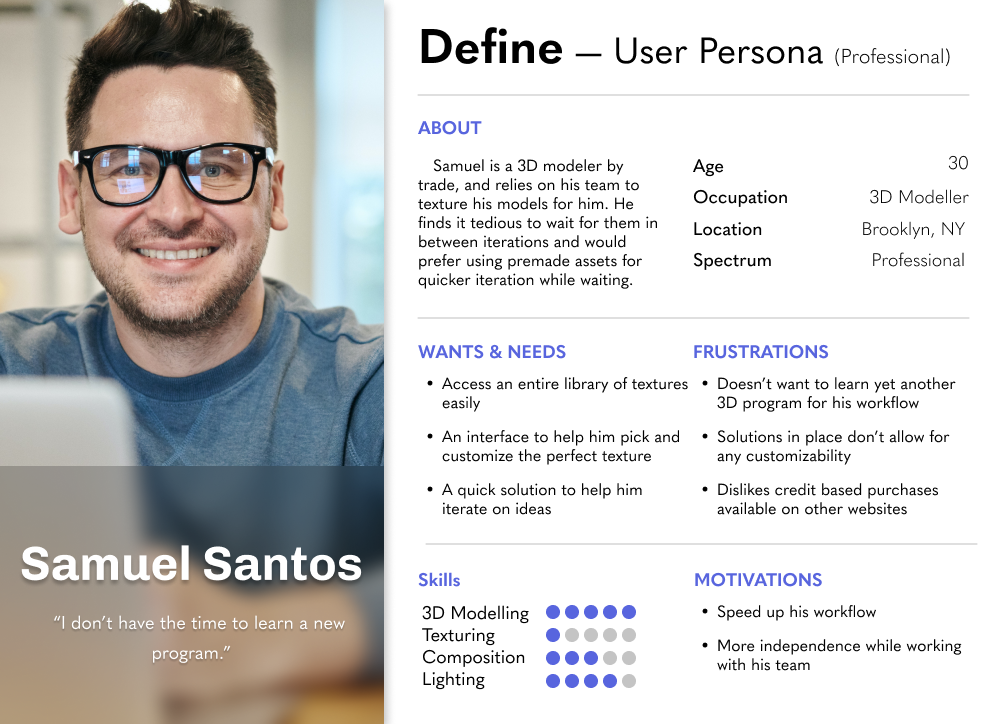 Define — User Persona (Professional)
ABOUT
Samuel is a 3D modeler by
trade, and relies on his team to
texture his models for him. He
finds it tedious to wait for them in
between iterations and would
prefer using premade assets for
quicker iteration while waiting.
Age 30
Occupation 3D Modeller
Location Brooklyn, NY
Spectrum Professional
WANTS & NEEDS
• Access an entire library of textures
easily
• An interface to help him pick and
customize the perfect texture
• A quick solution to help him
iterate on ideas
FRUSTRATIONS
• Doesn’t want to learn yet another
3D program for his workflow
• Solutions in place don’t allow for
any customizability
• Dislikes credit based purchases
available on other websites
Samuel Santos
“I don’t have the time to learn a new
program.”
Skills
3D Modelling
Texturing
Composition
Lighting
MOTIVATIONS
• Speed up his workflow
• More independence while working
with his team